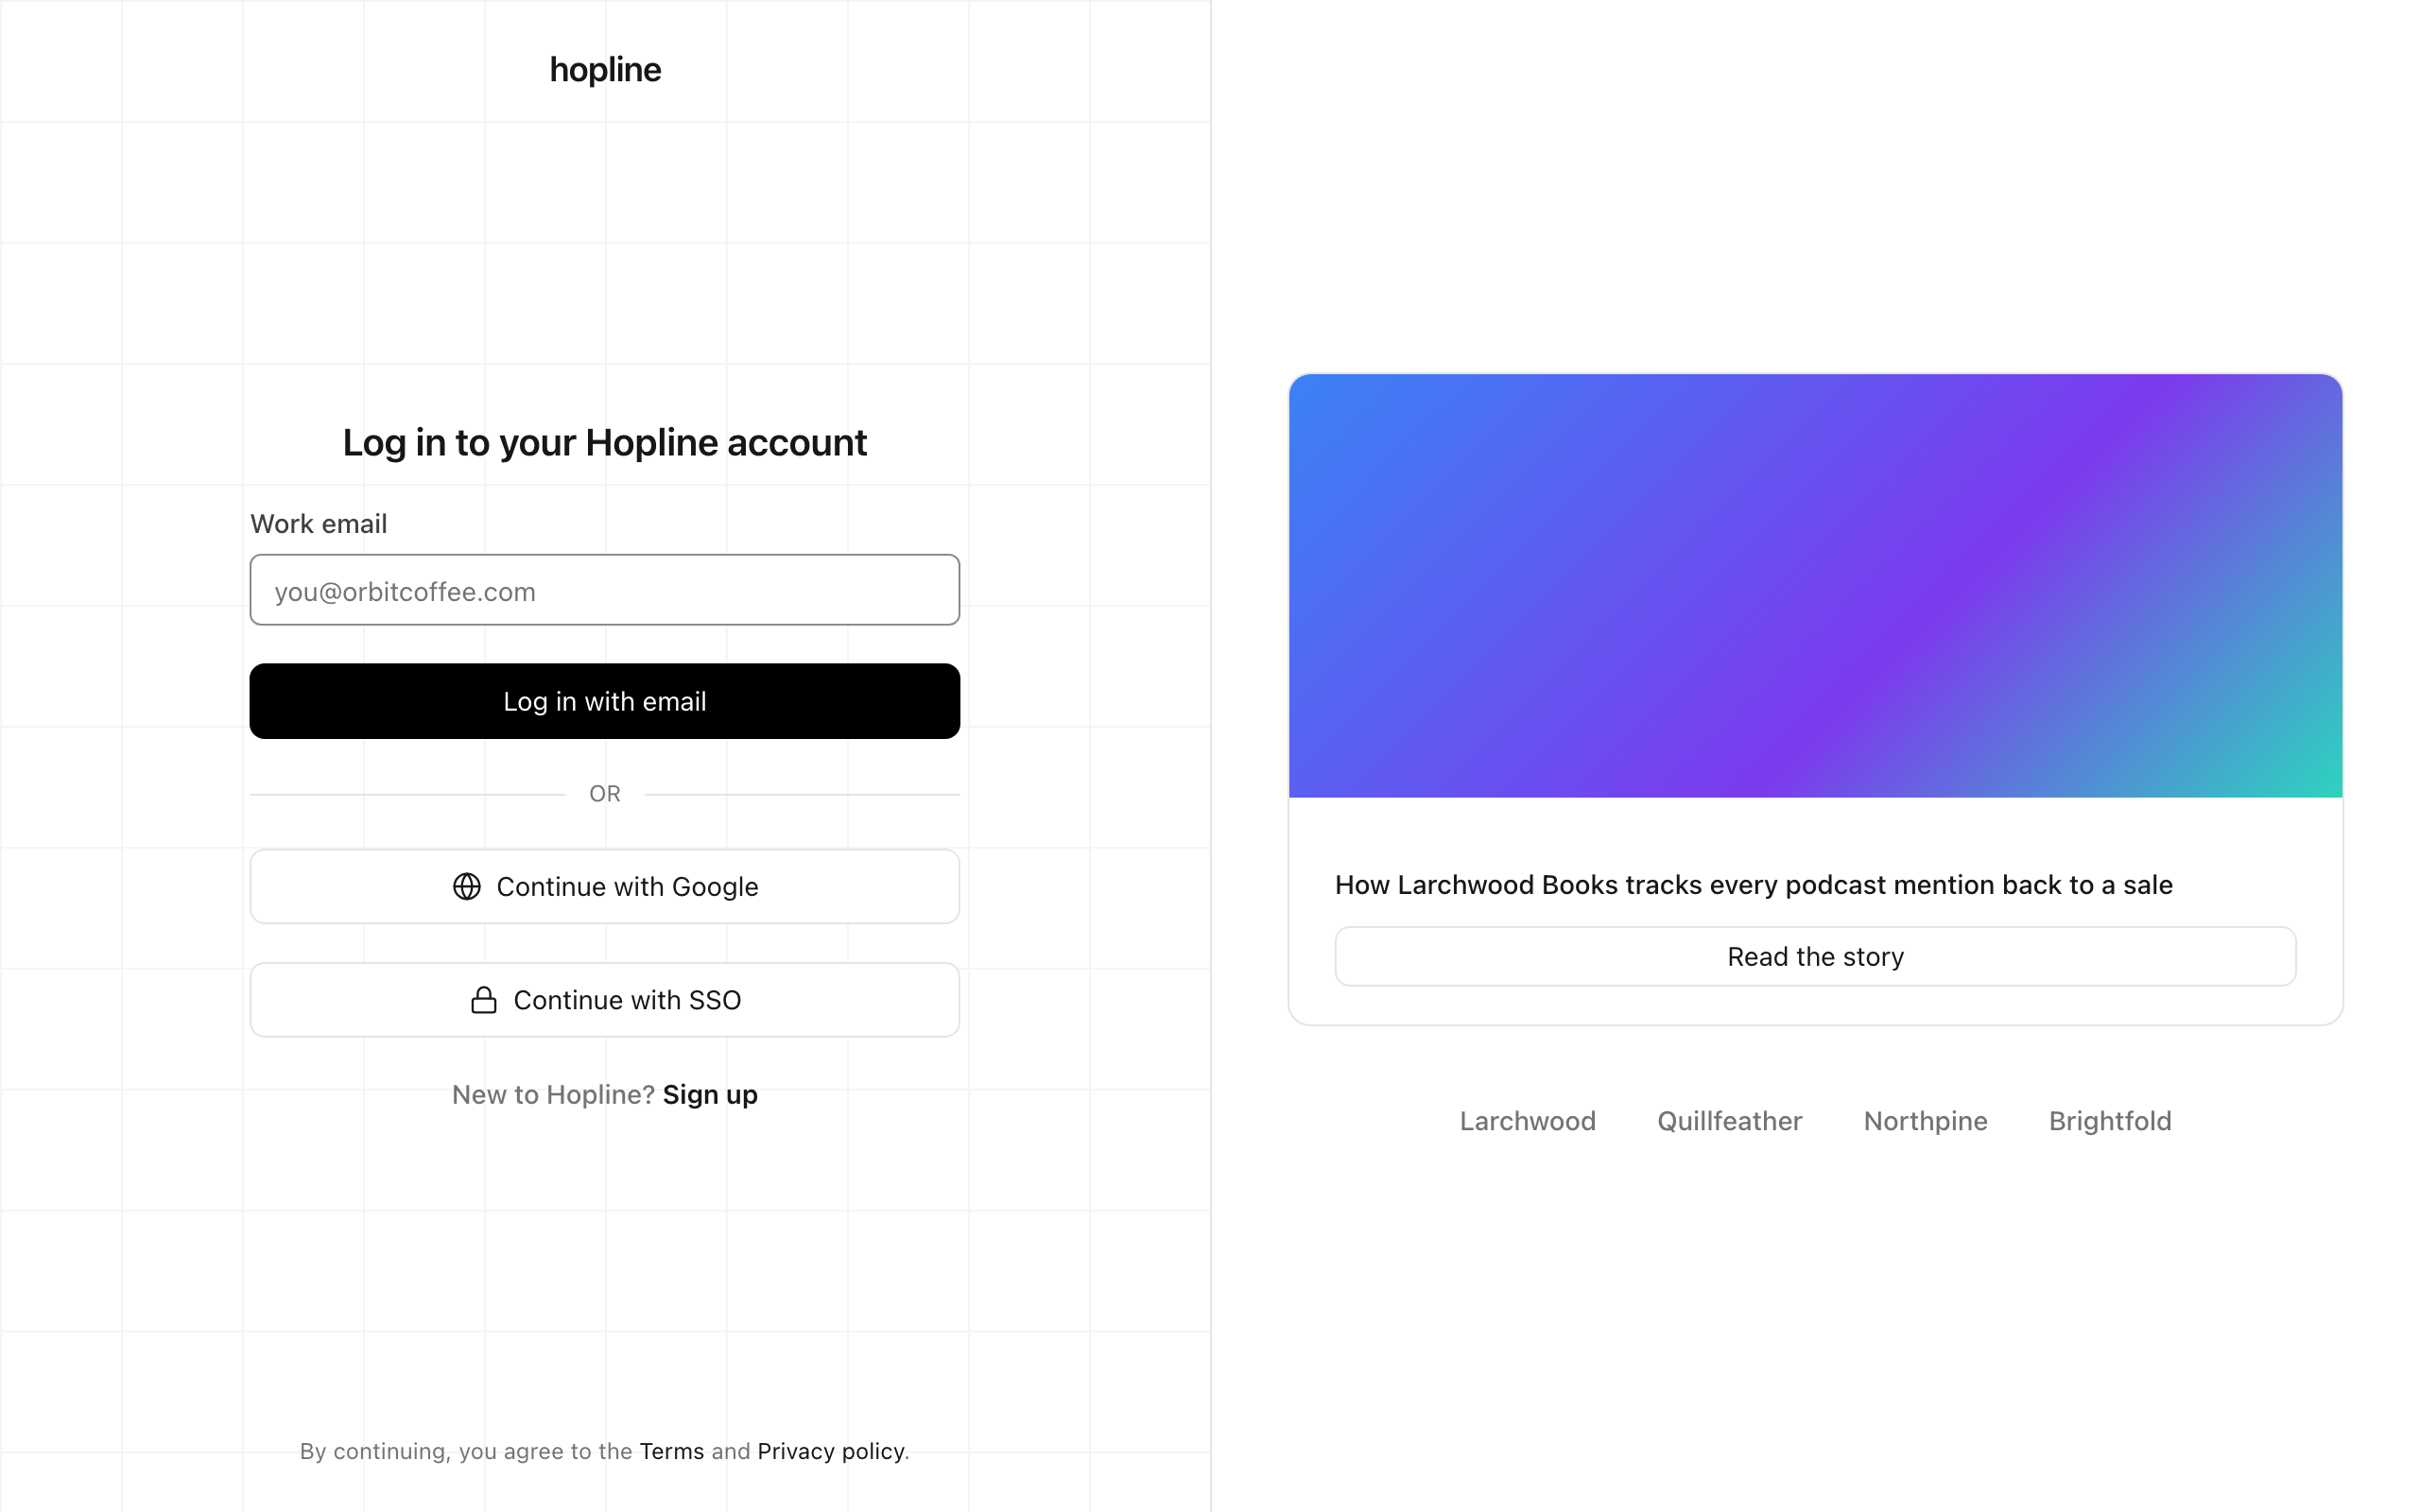 hopline
Log in to your Hopline account
Work email
you@orbitcoffee.com
Log in with email
OR
Continue with Google
Continue with SSO
New to Hopline? Sign up
By continuing, you agree to the Terms and Privacy policy.
How Larchwood Books tracks every podcast mention back to a sale
Read the story
Larchwood Quillfeather Northpine Brightfold